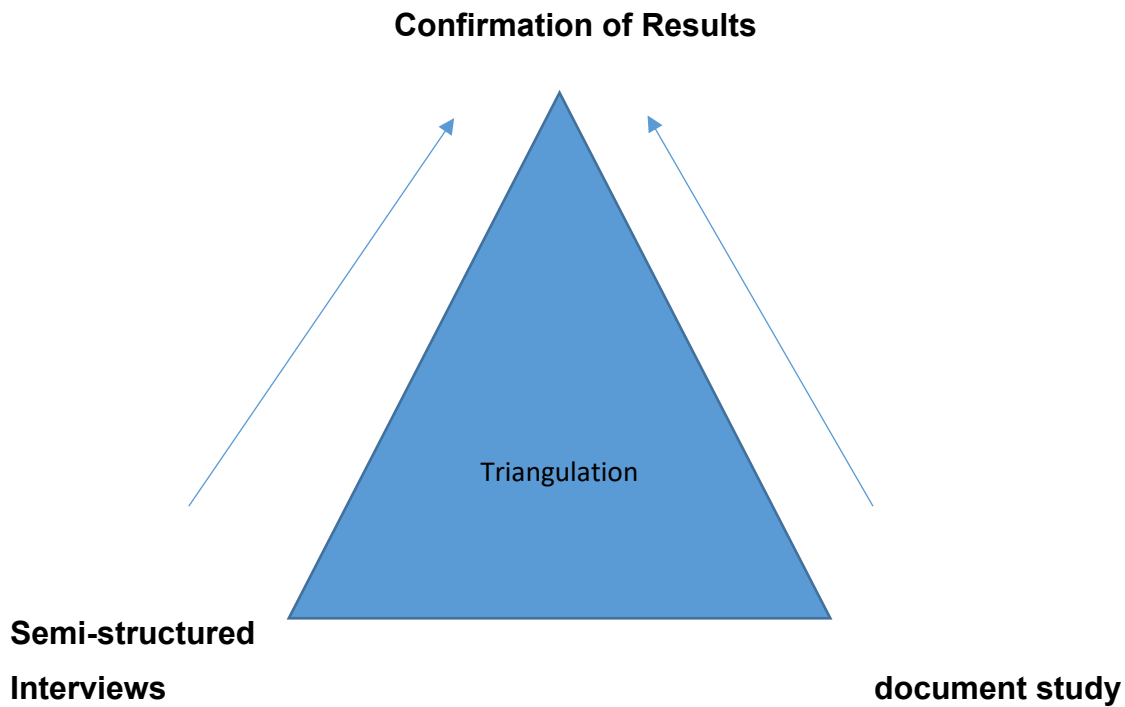 Confirmation of Results
Triangulation
Semi-structured
Interviews
document study